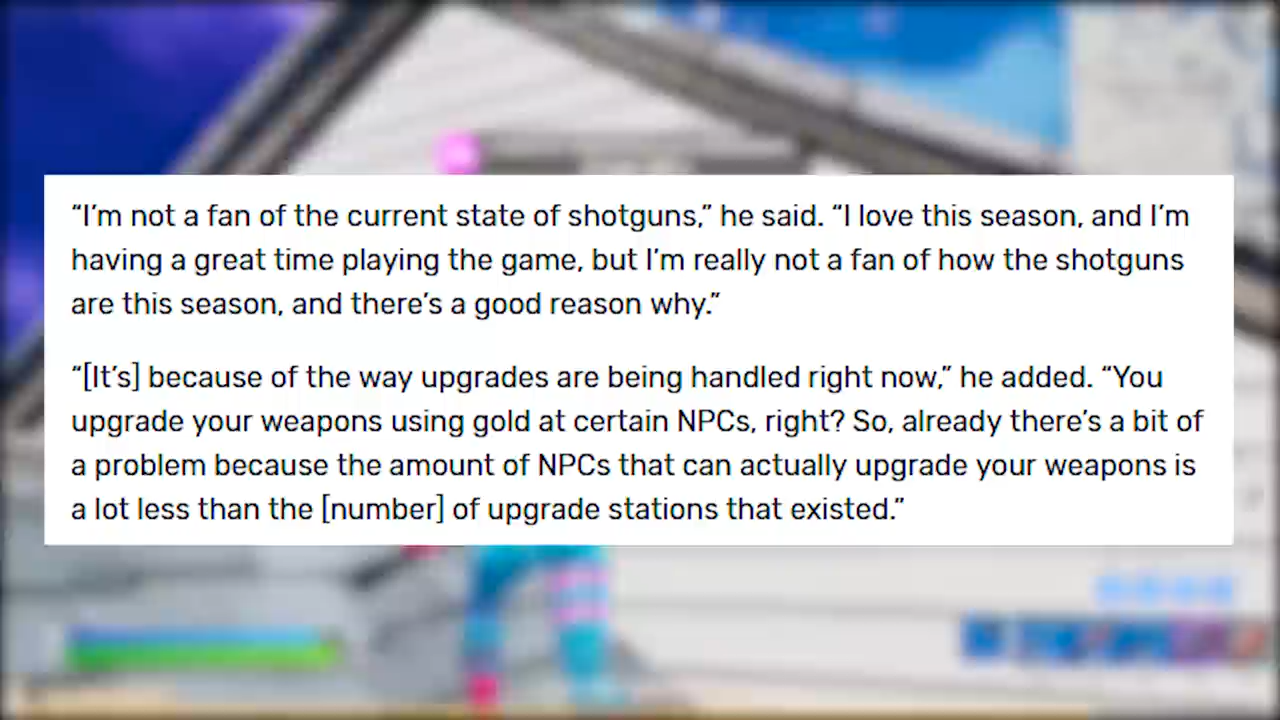 “I’m not a fan of the current state of shotguns,” he said. “I love this season, and I’m
having a great time playing the game, but I’m really not a fan of how the shotguns
are this season, and there’s a good reason why.”
“[It’s] because of the way upgrades are being handled right now,” he added. “You
upgrade your weapons using gold at certain NPCs, right? So, already there’s a bit of
a problem because the amount of NPCs that can actually upgrade your weapons is
a lot less than the [number] of upgrade stations that existed.”